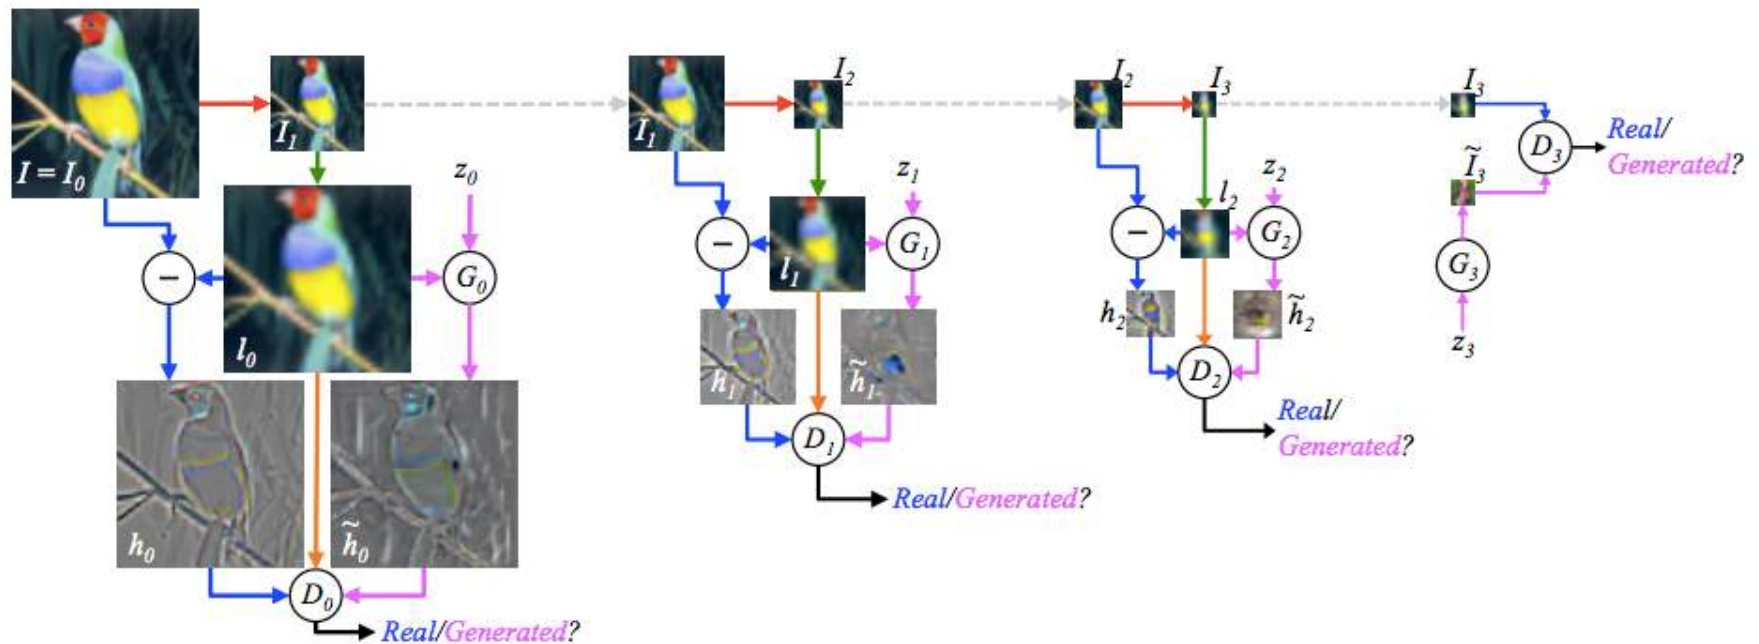 I = I₀
I₁
l₀
z₀
−
G₀
h₀
h̃₀
D₀
Real/Generated?
I₁
I₂
z₁
−
l₁
G₁
h₁
h̃₁
D₁
Real/Generated?
I₂
I₃
l₂
z₂
−
G₂
h₂
h̃₂
D₂
Real/
Generated?
I₃
D₃
Real/
Generated?
Ĩ₃
G₃
z₃